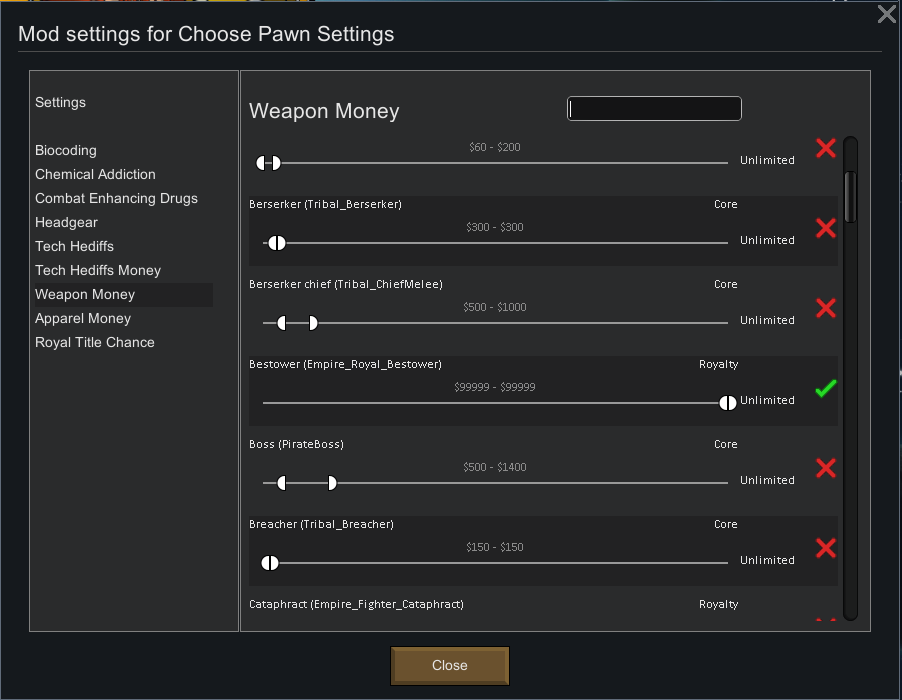 Mod settings for Choose Pawn Settings
Settings
Biocoding
Chemical Addiction
Combat Enhancing Drugs
Headgear
Tech Hediffs
Tech Hediffs Money
Weapon Money
Apparel Money
Royal Title Chance
Weapon Money
$60 - $200
Unlimited
Berserker (Tribal_Berserker) Core
$300 - $300
Unlimited
Berserker chief (Tribal_ChiefMelee) Core
$500 - $1000
Unlimited
Bestower (Empire_Royal_Bestower) Royalty
$99999 - $99999
Unlimited
Boss (PirateBoss) Core
$500 - $1400
Unlimited
Breacher (Tribal_Breacher) Core
$150 - $150
Unlimited
Cataphract (Empire_Fighter_Cataphract) Royalty
Close